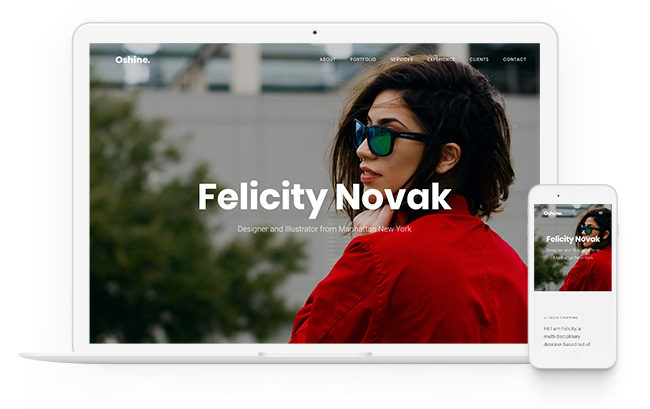 Oshine.
ABOUT PORTFOLIO SERVICES EXPERIENCE CLIENTS CONTACT
Felicity Novak
Designer and Illustrator from Manhattan New York
Oshine.
Felicity Novak
Designer and Illustrator from
Manhattan New York
HELLO EVERYONE
Hi! I am Felicity, a
multi-disciplinary
designer based out of